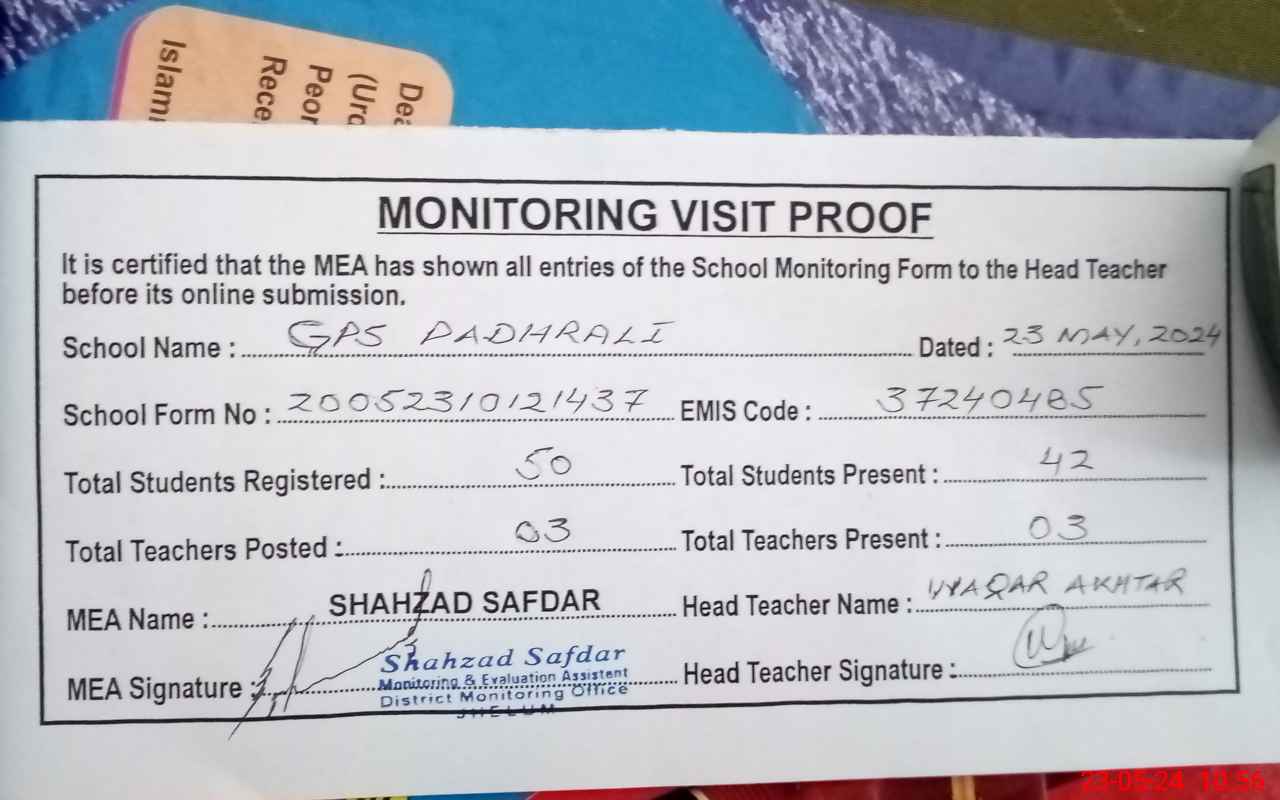 Islami
Rece
Peor
(Urd
Dea
MONITORING VISIT PROOF
It is certified that the MEA has shown all entries of the School Monitoring Form to the Head Teacher
before its online submission.
School Name : GPS PADHRALI Dated : 23 MAY, 2024
School Form No : 20052310121437 EMIS Code : 37240485
Total Students Registered : 50 Total Students Present : 42
Total Teachers Posted : 03 Total Teachers Present : 03
MEA Name : SHAHZAD SAFDAR Head Teacher Name : WAQAR AKHTAR
MEA Signature : Head Teacher Signature :
Shahzad Safdar
Monitoring & Evaluation Assistant
District Monitoring Office
JHELUM
23-05-24 10:56